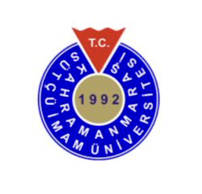 T.C.
KAHRAMANMARAŞ
SÜTÇÜ İMAM ÜNİVERSİTESİ
1992